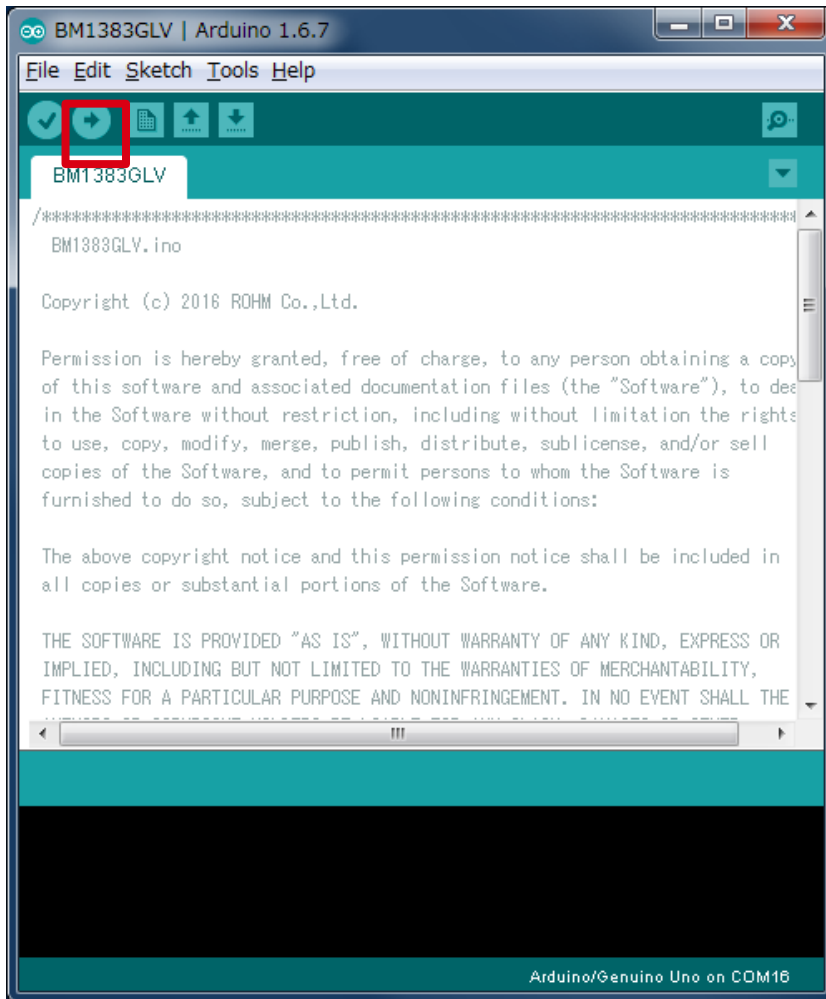 BM1383GLV | Arduino 1.6.7
File Edit Sketch Tools Help
BM1383GLV
/****************************************************************************
BM1383GLV.ino
Copyright (c) 2016 ROHM Co.,Ltd.
Permission is hereby granted, free of charge, to any person obtaining a copy
of this software and associated documentation files (the "Software"), to dea
in the Software without restriction, including without limitation the rights
to use, copy, modify, merge, publish, distribute, sublicense, and/or sell
copies of the Software, and to permit persons to whom the Software is
furnished to do so, subject to the following conditions:
The above copyright notice and this permission notice shall be included in
all copies or substantial portions of the Software.
THE SOFTWARE IS PROVIDED "AS IS", WITHOUT WARRANTY OF ANY KIND, EXPRESS OR
IMPLIED, INCLUDING BUT NOT LIMITED TO THE WARRANTIES OF MERCHANTABILITY,
FITNESS FOR A PARTICULAR PURPOSE AND NONINFRINGEMENT. IN NO EVENT SHALL THE
Arduino/Genuino Uno on COM16